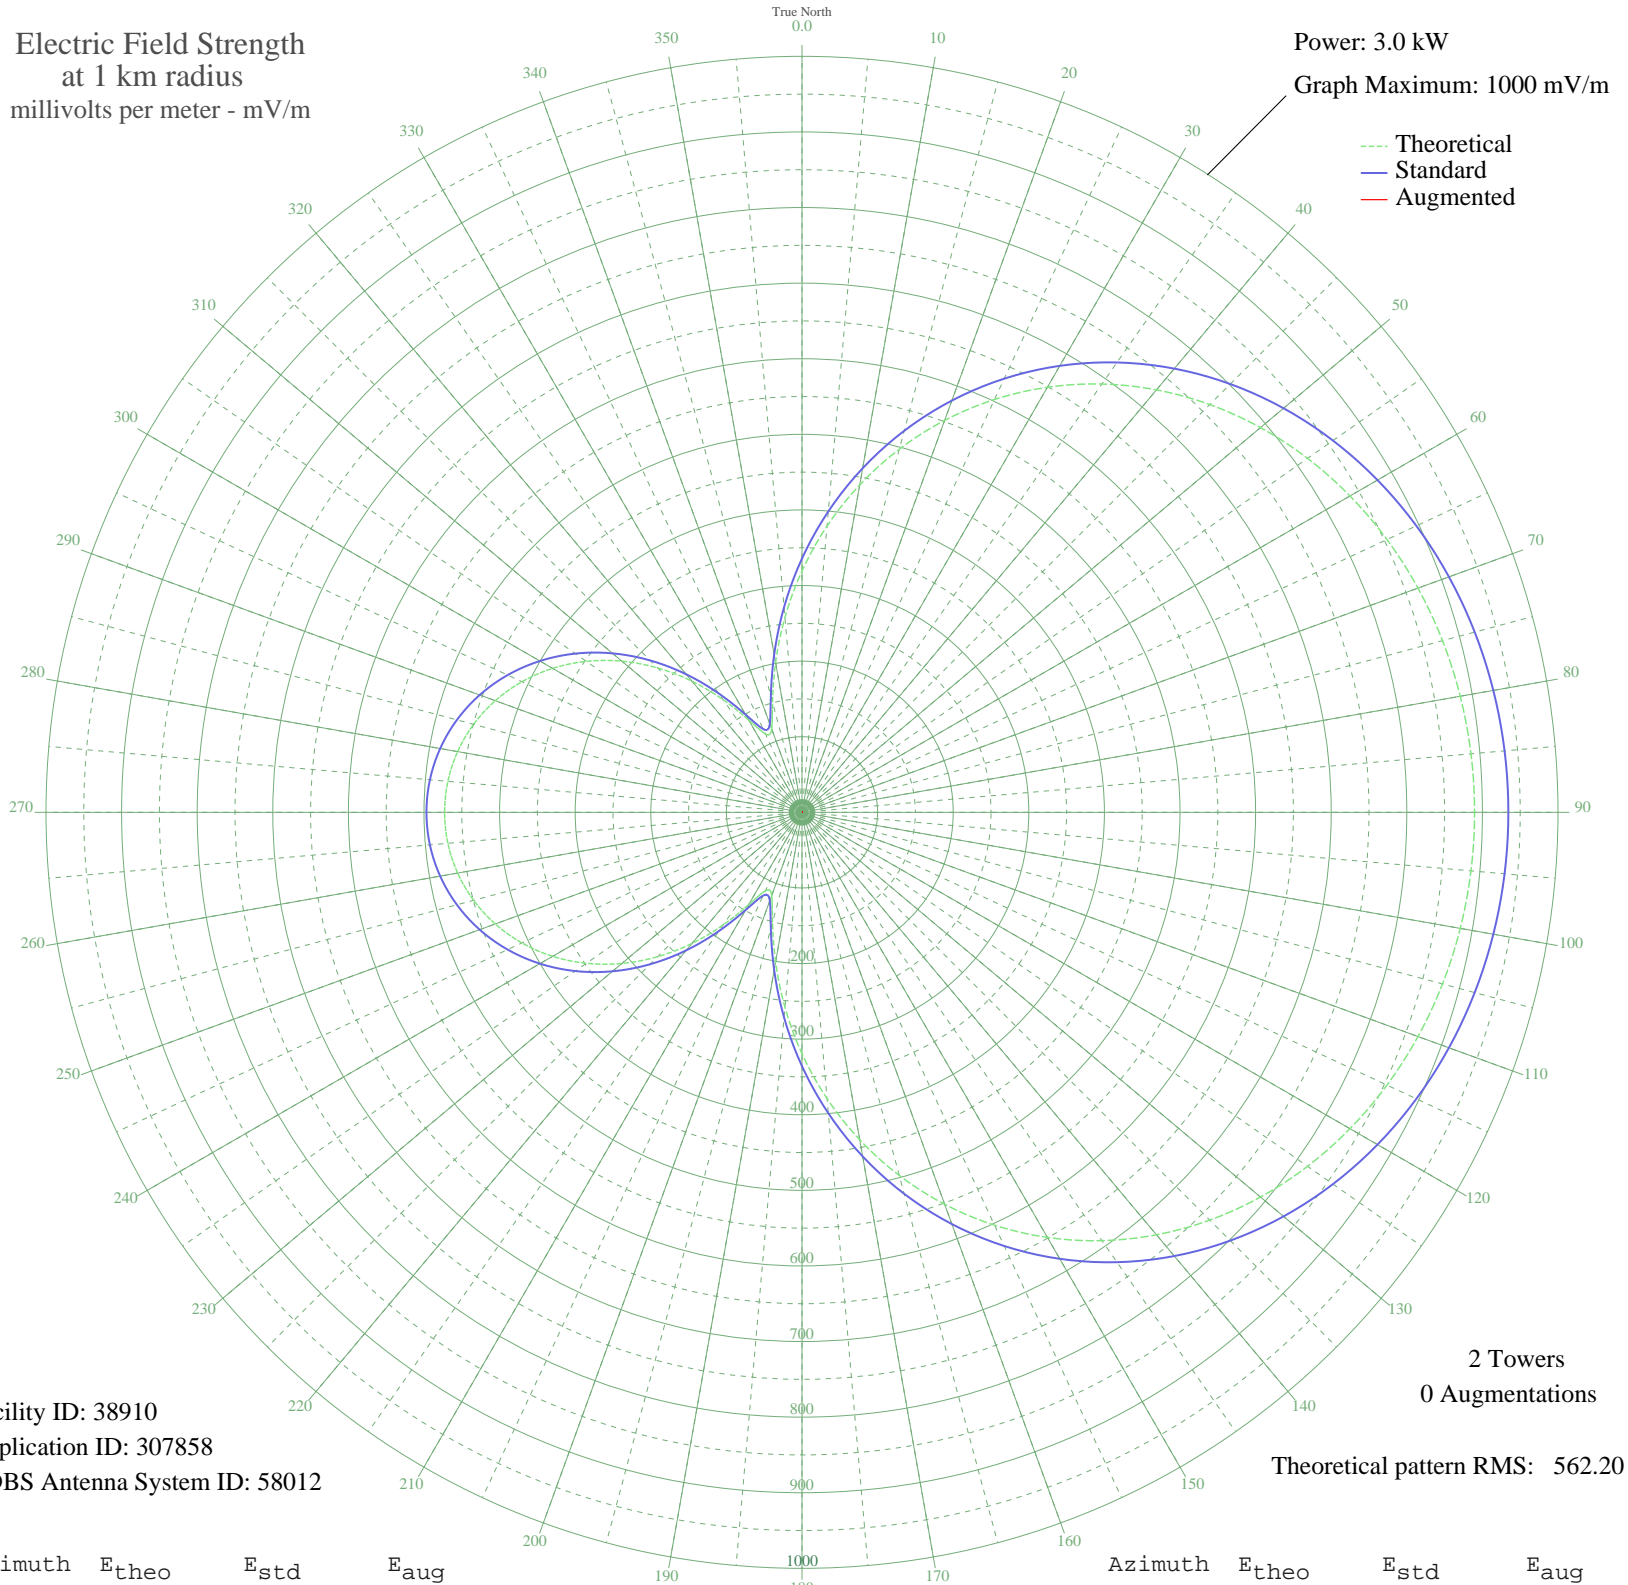 True North
0.0
Electric Field Strength
at 1 km radius
millivolts per meter - mV/m
Power: 3.0 kW
Graph Maximum: 1000 mV/m
Theoretical
Standard
Augmented
10
20
30
40
50
60
70
80
90
100
110
120
130
140
150
160
170
180
190
200
210
220
230
240
250
260
270
280
290
300
310
320
330
340
350
200
300
400
500
600
700
800
900
1000
2 Towers
0 Augmentations
Theoretical pattern RMS: 562.20
cility ID: 38910
plication ID: 307858
DBS Antenna System ID: 58012
imuth Etheo Estd Eaug
Azimuth Etheo Estd Eaug